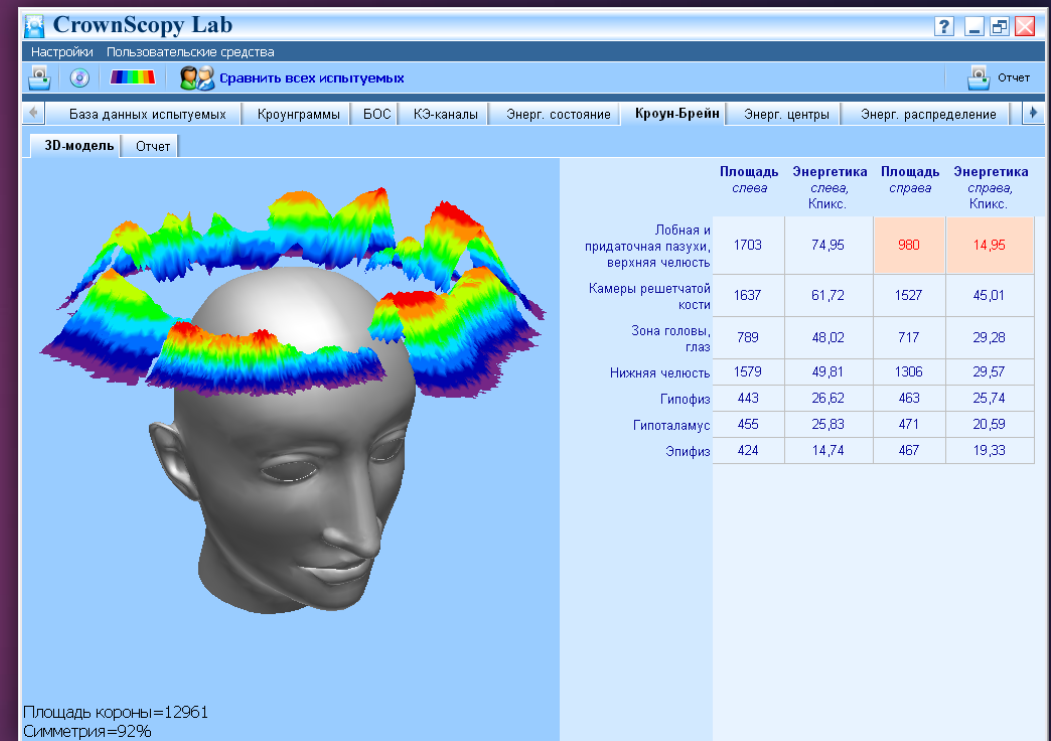 CrownScopy Lab
Настройки Пользовательские средства
Сравнить всех испытуемых Отчет
База данных испытуемых Кроунграммы БОС КЭ-каналы Энерг. состояние Кроун-Брейн Энерг. центры Энерг. распределение
3D-модель Отчет
Площадь слева Энергетика слева, Кликс. Площадь справа Энергетика справа, Кликс.
Лобная и придаточная пазухи, верхняя челюсть 1703 74,95 980 14,95
Камеры решетчатой кости 1637 61,72 1527 45,01
Зона головы, глаз 789 48,02 717 29,28
Нижняя челюсть 1579 49,81 1306 29,57
Гипофиз 443 26,62 463 25,74
Гипоталамус 455 25,83 471 20,59
Эпифиз 424 14,74 467 19,33
Площадь короны=12961
Симметрия=92%